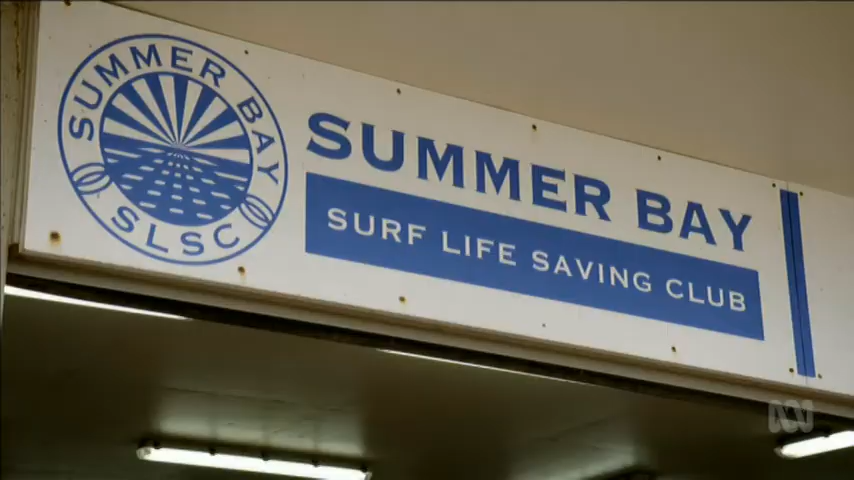 SUMMER BAY
SLSC
SUMMER BAY
SURF LIFE SAVING CLUB